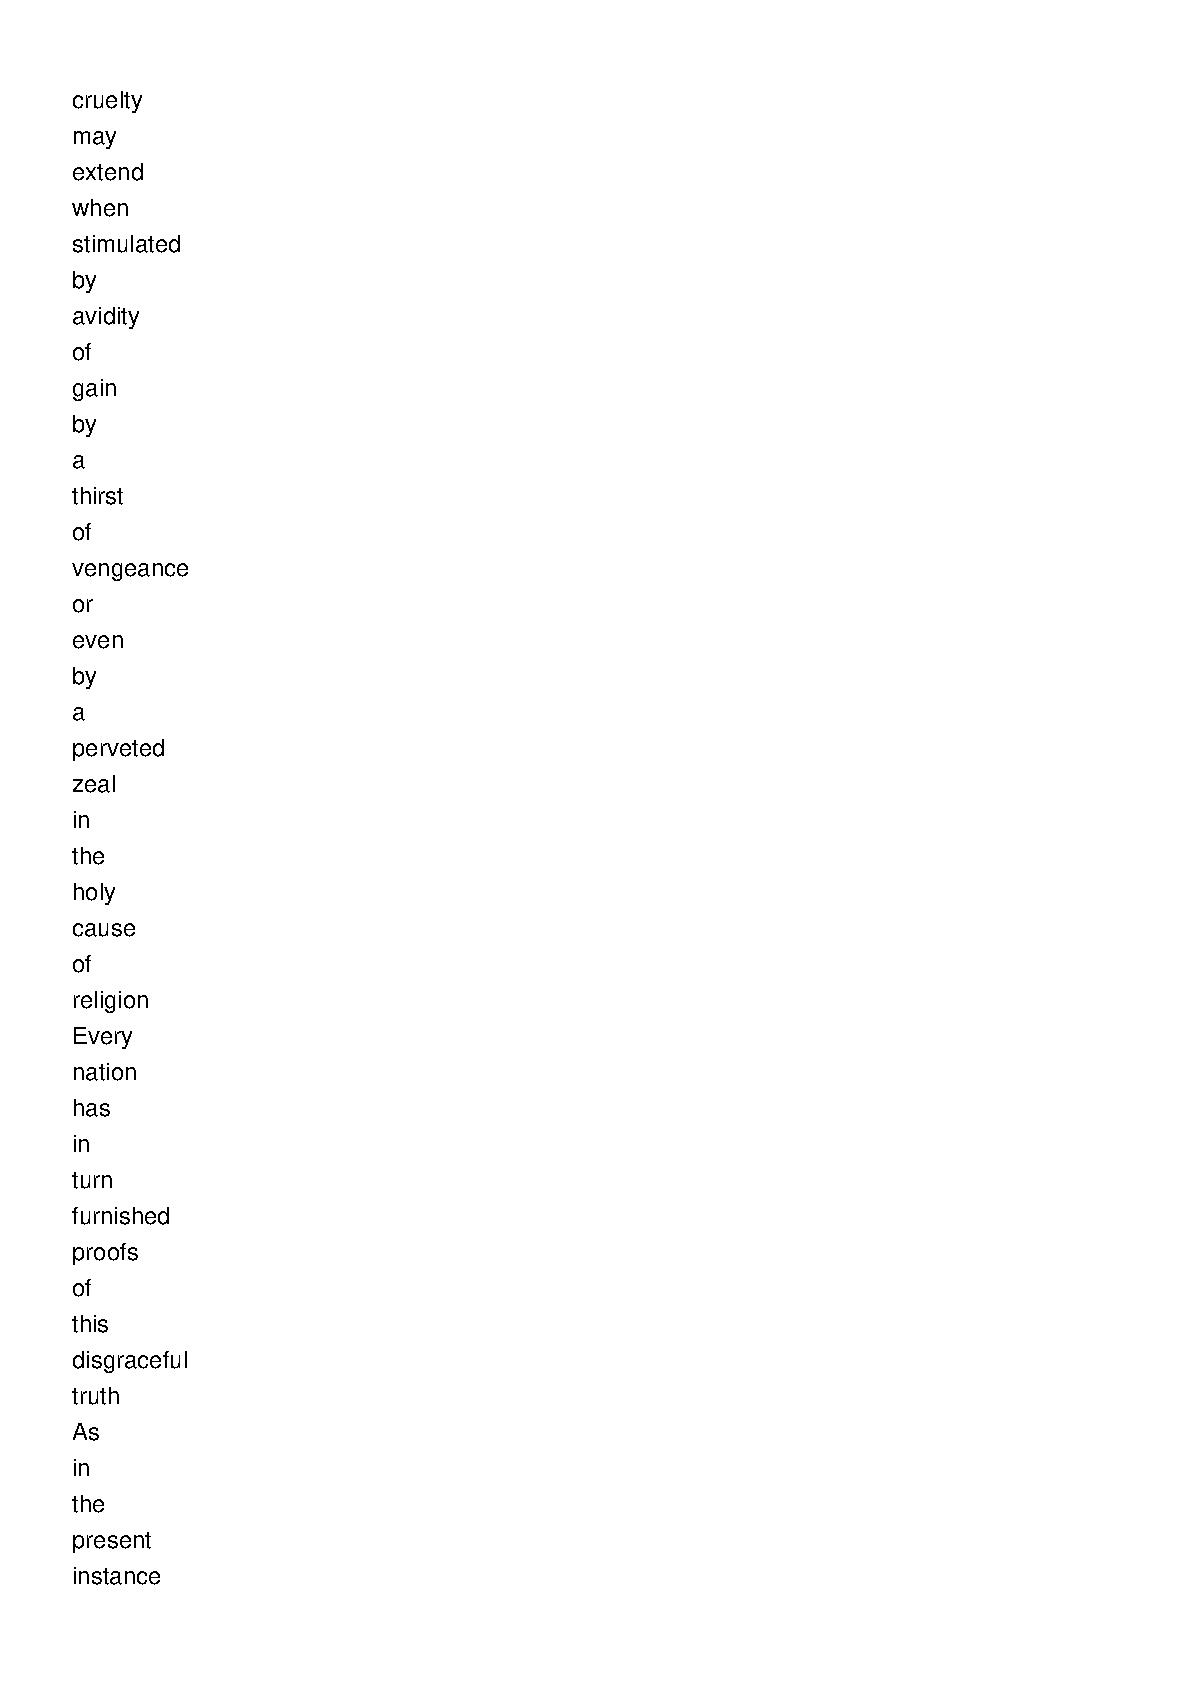 cruelty
may
extend
when
stimulated
by
avidity
of
gain
by
a
thirst
of
vengeance
or
even
by
a
perveted
zeal
in
the
holy
cause
of
religion
Every
nation
has
in
turn
furnished
proofs
of
this
disgraceful
truth
As
in
the
present
instance